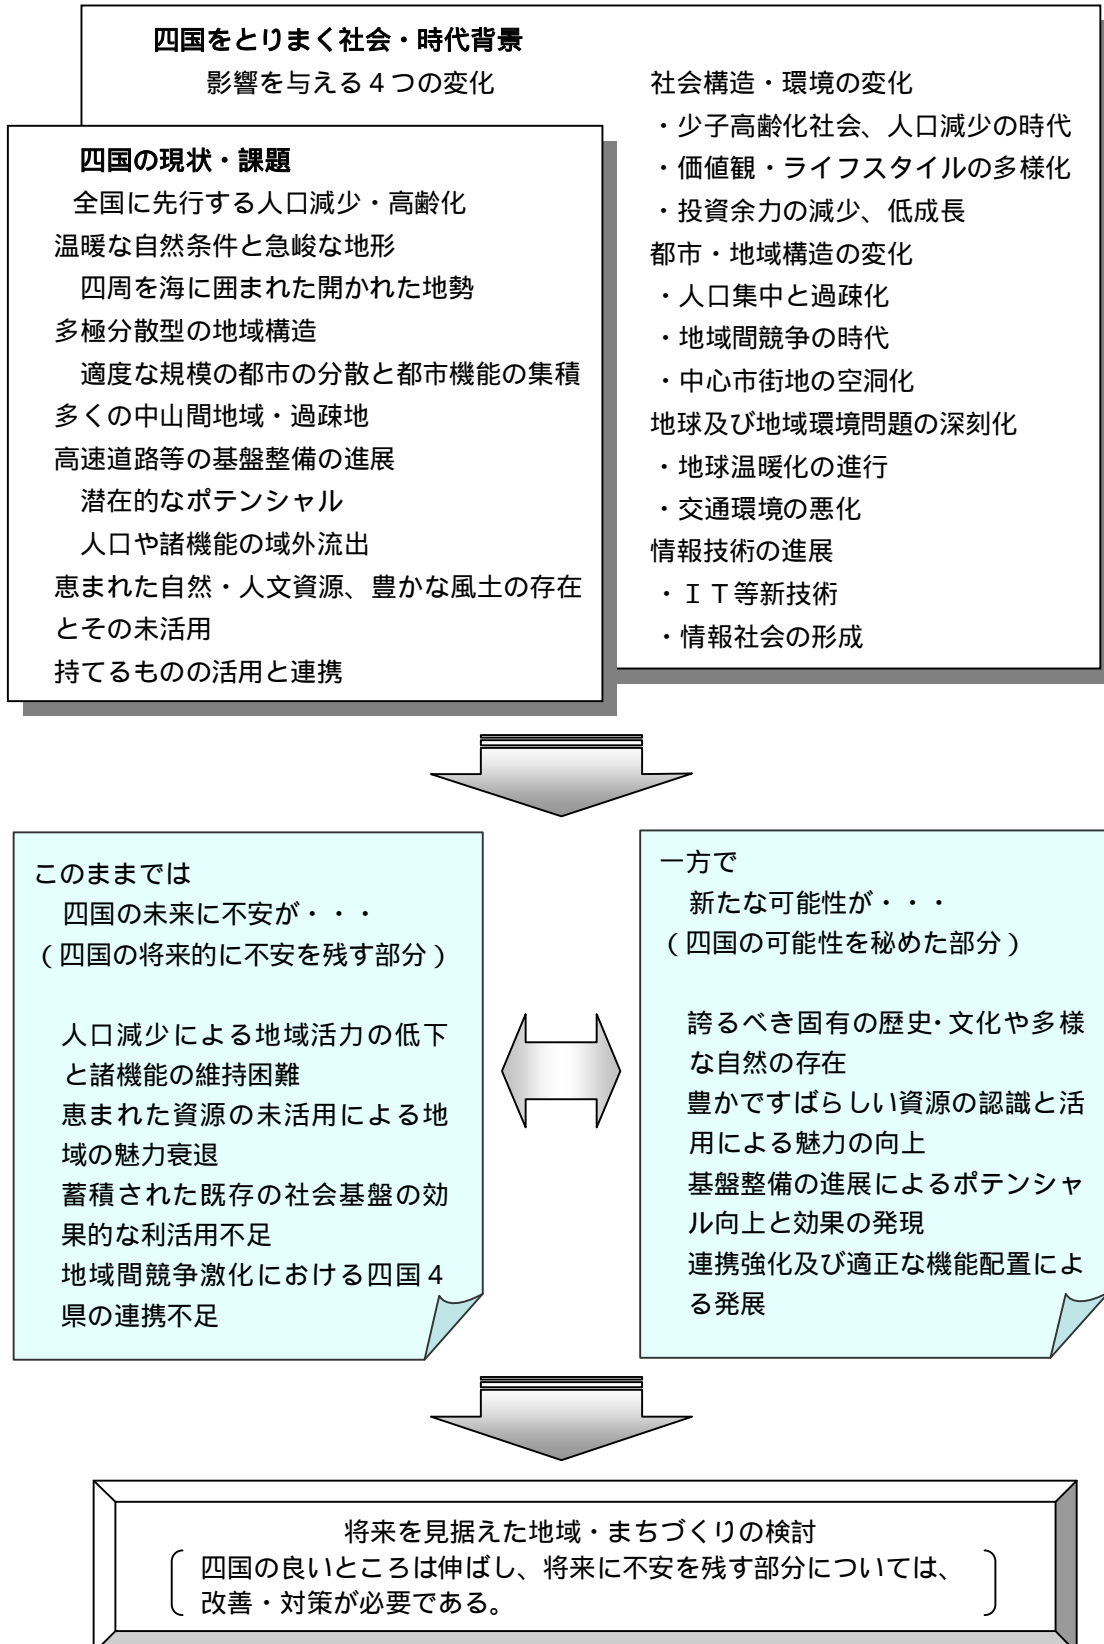 四国をとりまく社会・時代背景
影響を与える４つの変化
社会構造・環境の変化
・少子高齢化社会、人口減少の時代
・価値観・ライフスタイルの多様化
・投資余力の減少、低成長
都市・地域構造の変化
・人口集中と過疎化
・地域間競争の時代
・中心市街地の空洞化
地球及び地域環境問題の深刻化
・地球温暖化の進行
・交通環境の悪化
情報技術の進展
・ＩＴ等新技術
・情報社会の形成
四国の現状・課題
全国に先行する人口減少・高齢化
温暖な自然条件と急峻な地形
四周を海に囲まれた開かれた地勢
多極分散型の地域構造
適度な規模の都市の分散と都市機能の集積
多くの中山間地域・過疎地
高速道路等の基盤整備の進展
潜在的なポテンシャル
人口や諸機能の域外流出
恵まれた自然・人文資源、豊かな風土の存在
とその未活用
持てるものの活用と連携
このままでは
四国の未来に不安が・・・
（四国の将来的に不安を残す部分）
人口減少による地域活力の低下
と諸機能の維持困難
恵まれた資源の未活用による地
域の魅力衰退
蓄積された既存の社会基盤の効
果的な利活用不足
地域間競争激化における四国４
県の連携不足
一方で
新たな可能性が・・・
（四国の可能性を秘めた部分）
誇るべき固有の歴史・文化や多様
な自然の存在
豊かですばらしい資源の認識と活
用による魅力の向上
基盤整備の進展によるポテンシャ
ル向上と効果の発現
連携強化及び適正な機能配置によ
る発展
将来を見据えた地域・まちづくりの検討
四国の良いところは伸ばし、将来に不安を残す部分については、
改善・対策が必要である。